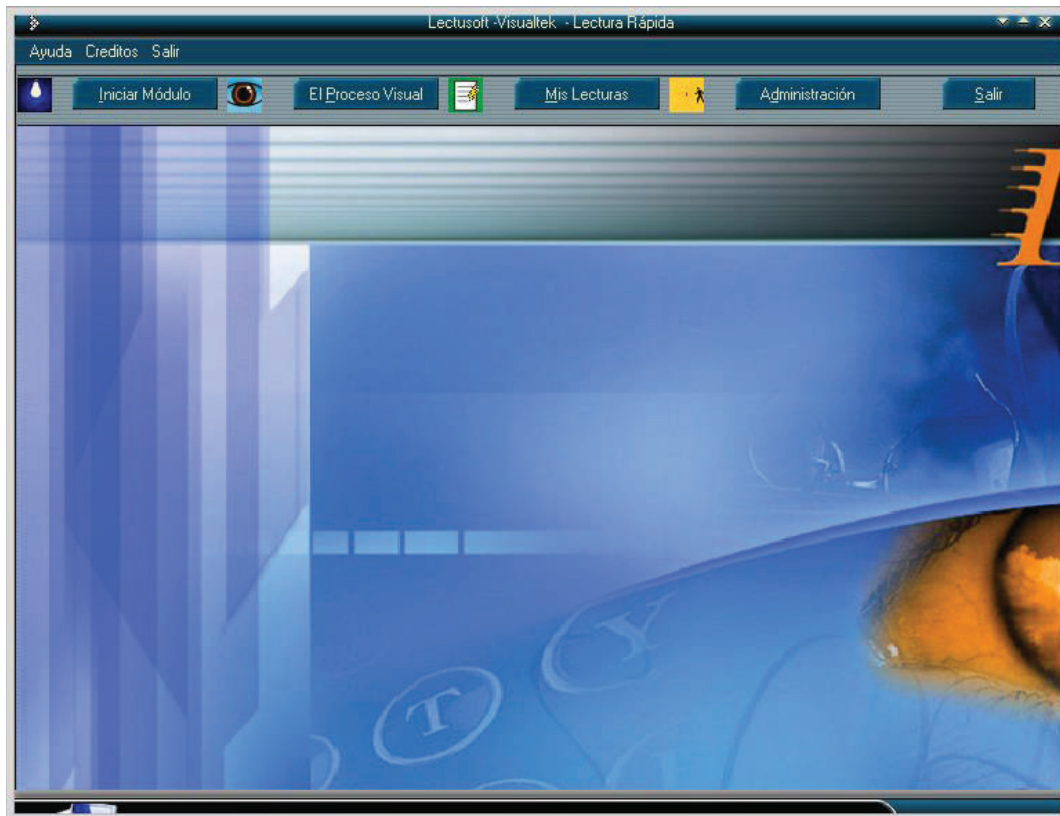 Lectusoft -Visualtek - Lectura Rápida
Ayuda Creditos Salir
Iniciar Módulo El Proceso Visual Mis Lecturas Administración Salir
L
Y
T